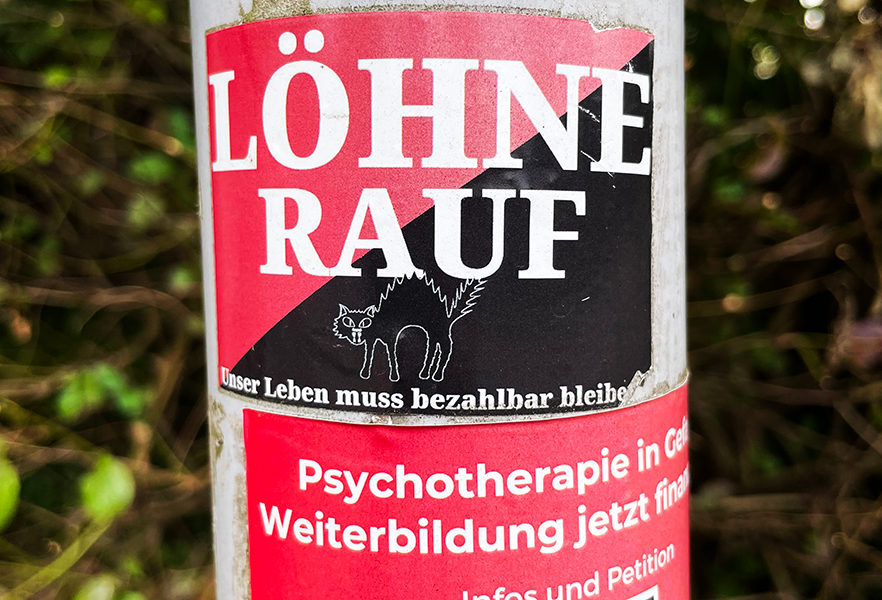 LÖHNE
RAUF
Unser Leben muss bezahlbar
Psychotherapie in
Weiterbildung jetzt
Infos und Petition